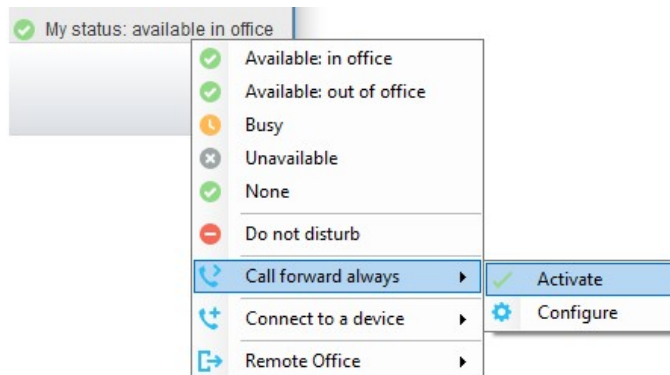 My status: available in office
Available: in office
Available: out of office
Busy
Unavailable
None
Do not disturb
Call forward always
Activate
Connect to a device
Configure
Remote Office